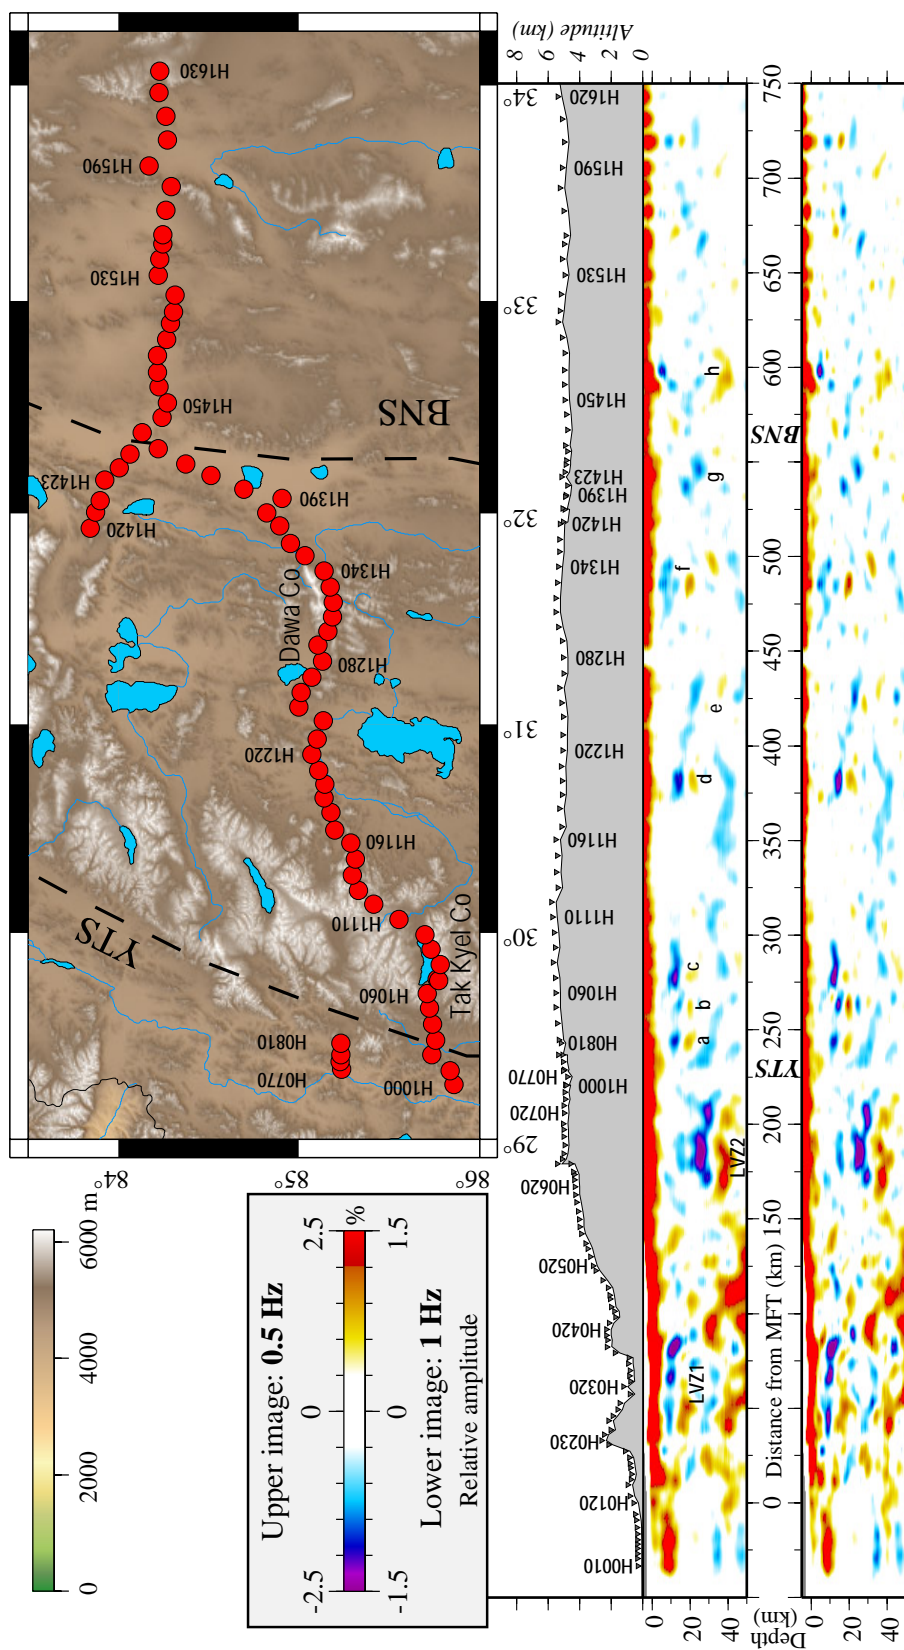 0 2000 4000 6000 m
Upper image: 0.5 Hz
-2.5 0 2.5
%
-1.5 0 1.5
Lower image: 1 Hz
Relative amplitude
84°
85°
86°
YTS
BNS
Dawa Co
Tak Kyel Co
H0770
H0810
H1000
H1060
H1110
H1160
H1220
H1280
H1340
H1390
H1420
H1423
H1450
H1530
H1590
H1630
29° 30° 31° 32° 33° 34°
8
6
4
2
0
Altitude (km)
H0010
H0120
H0230
H0320
H0420
H0520
H0620
H0720
H0770
H0810
H1000
H1060
H1110
H1160
H1220
H1280
H1340
H1420
H1390
H1423
H1450
H1530
H1590
H1620
0
20
40
Depth (km)
LVZ1
LVZ2
a
b
c
d
e
f
g
h
0 Distance from MFT (km) 150 200 250 300 350 400 450 500 550 600 650 700 750
YTS
BNS
0
20
40